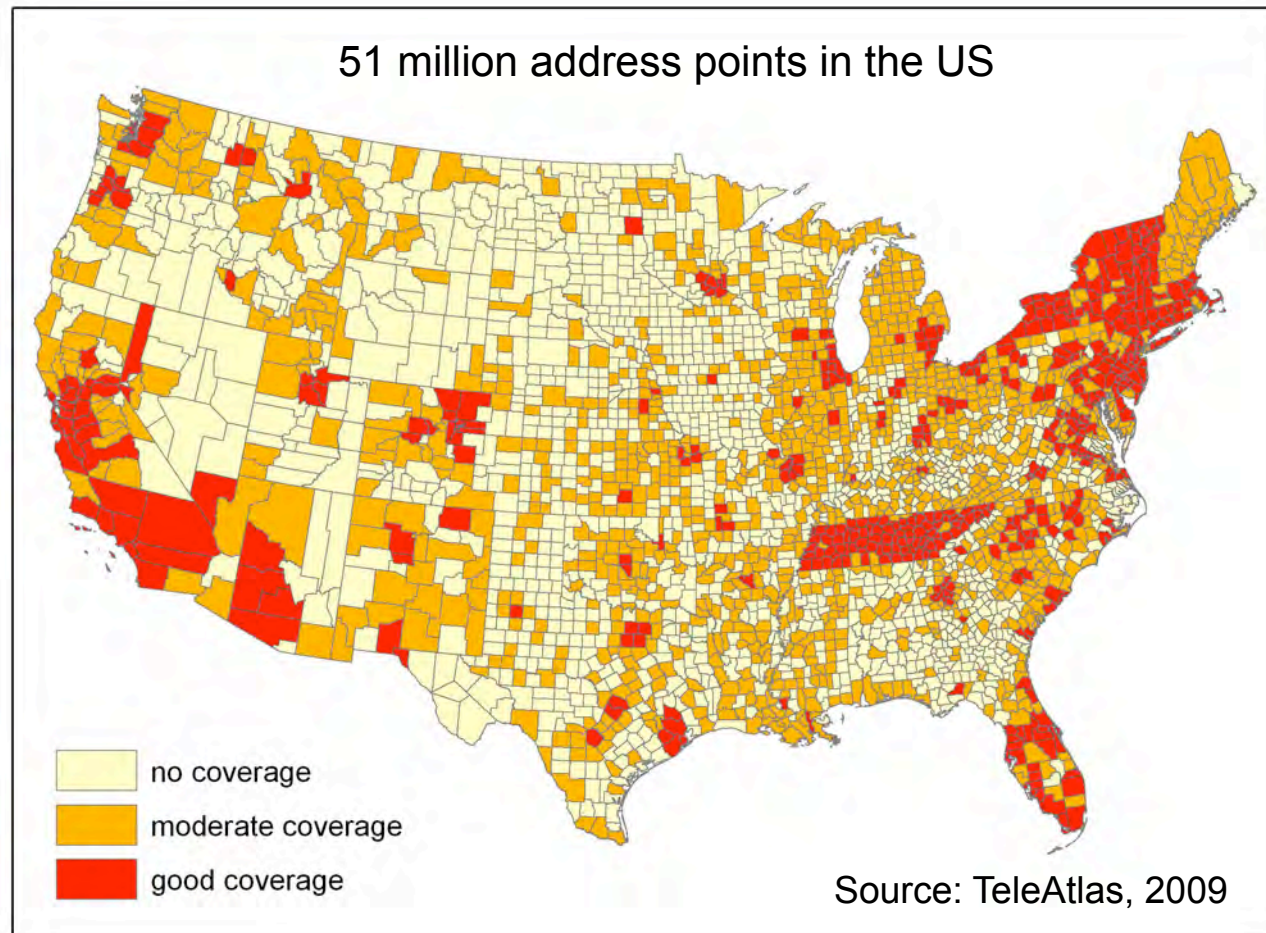 51 million address points in the US
no coverage
moderate coverage
good coverage
Source: TeleAtlas, 2009